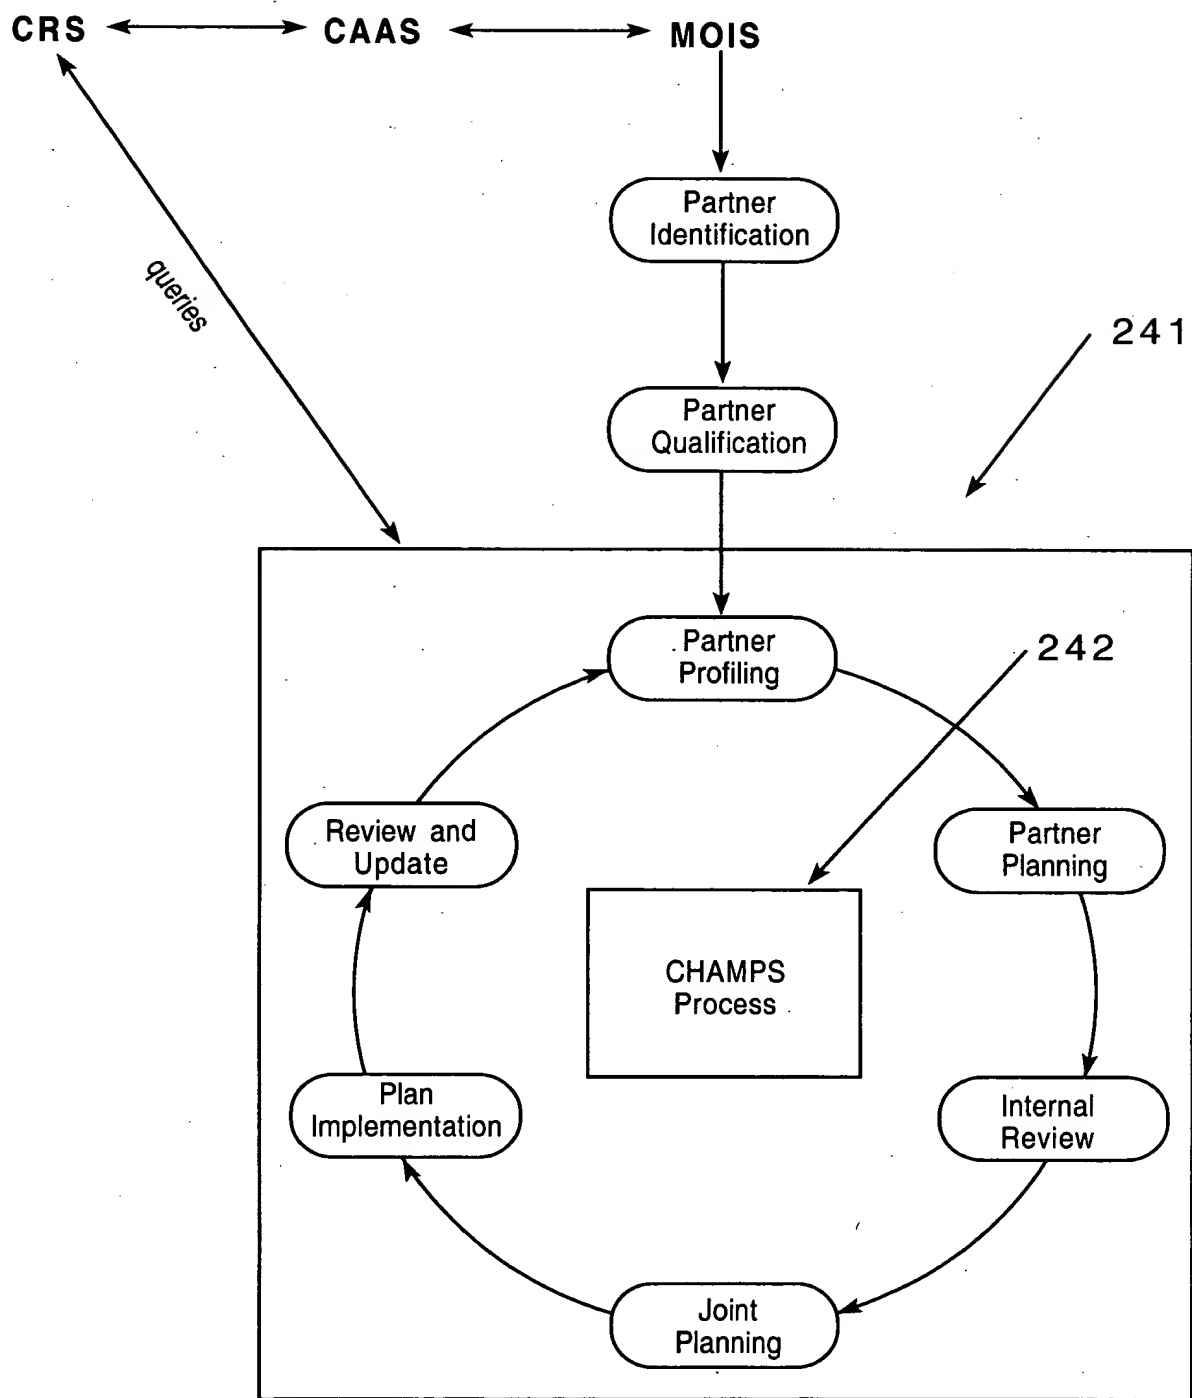 CRS CAAS MOIS
Partner
Identification
queries
241
Partner
Qualification
Partner
Profiling
242
Review and
Update
Partner
Planning
CHAMPS
Process
Plan
Implementation
Internal
Review
Joint
Planning